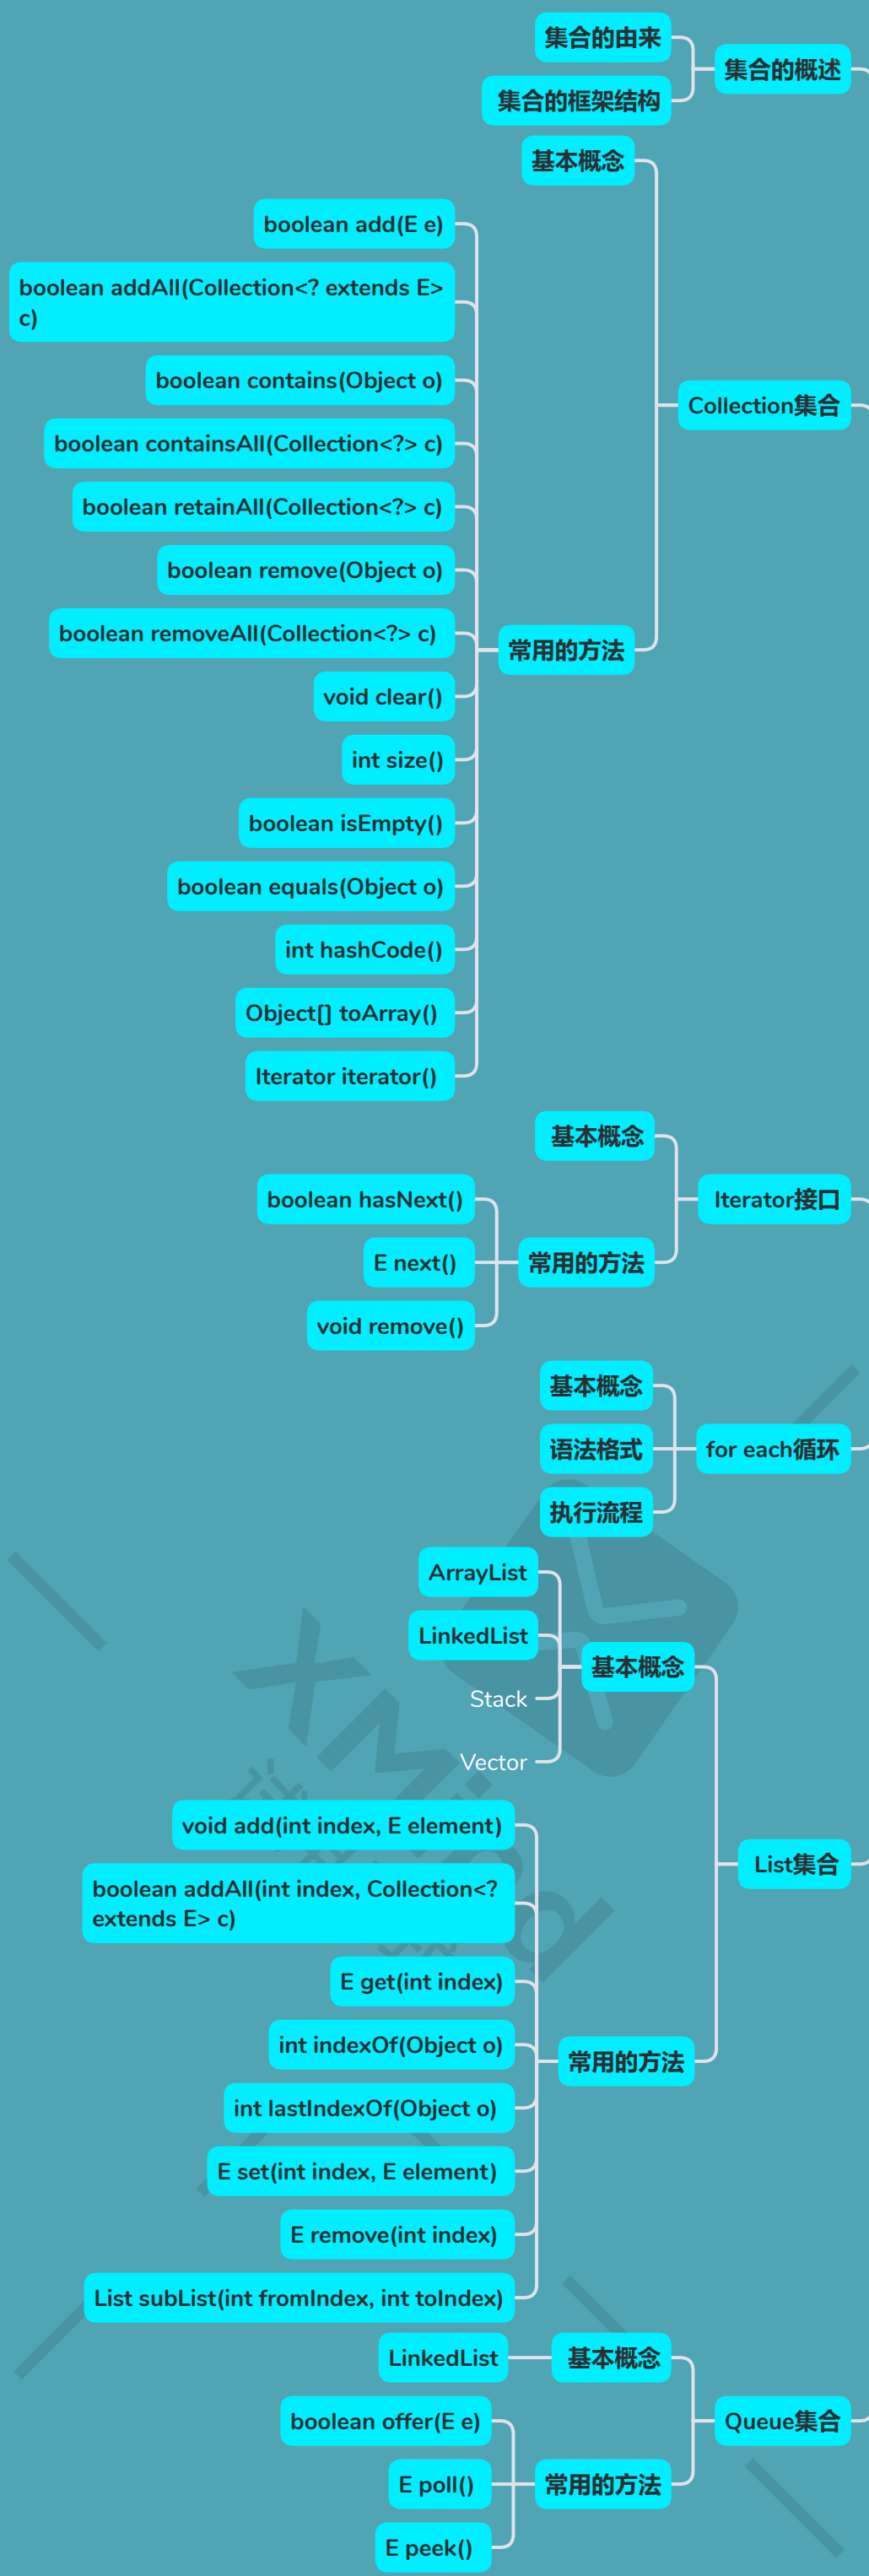 集合的由来
集合的概述
集合的框架结构
基本概念
boolean add(E e)
boolean addAll(Collection<? extends E>
c)
boolean contains(Object o)
Collection集合
boolean containsAll(Collection<?> c)
boolean retainAll(Collection<?> c)
boolean remove(Object o)
boolean removeAll(Collection<?> c)
常用的方法
void clear()
int size()
boolean isEmpty()
boolean equals(Object o)
int hashCode()
Object[] toArray()
Iterator iterator()
基本概念
boolean hasNext()
Iterator接口
E next()
常用的方法
void remove()
基本概念
语法格式
for each循环
执行流程
ArrayList
LinkedList
基本概念
Stack
Vector
void add(int index, E element)
List集合
boolean addAll(int index, Collection<?
extends E> c)
E get(int index)
int indexOf(Object o)
常用的方法
int lastIndexOf(Object o)
E set(int index, E element)
E remove(int index)
List subList(int fromIndex, int toIndex)
LinkedList
基本概念
boolean offer(E e)
Queue集合
E poll()
常用的方法
E peek()
XMind